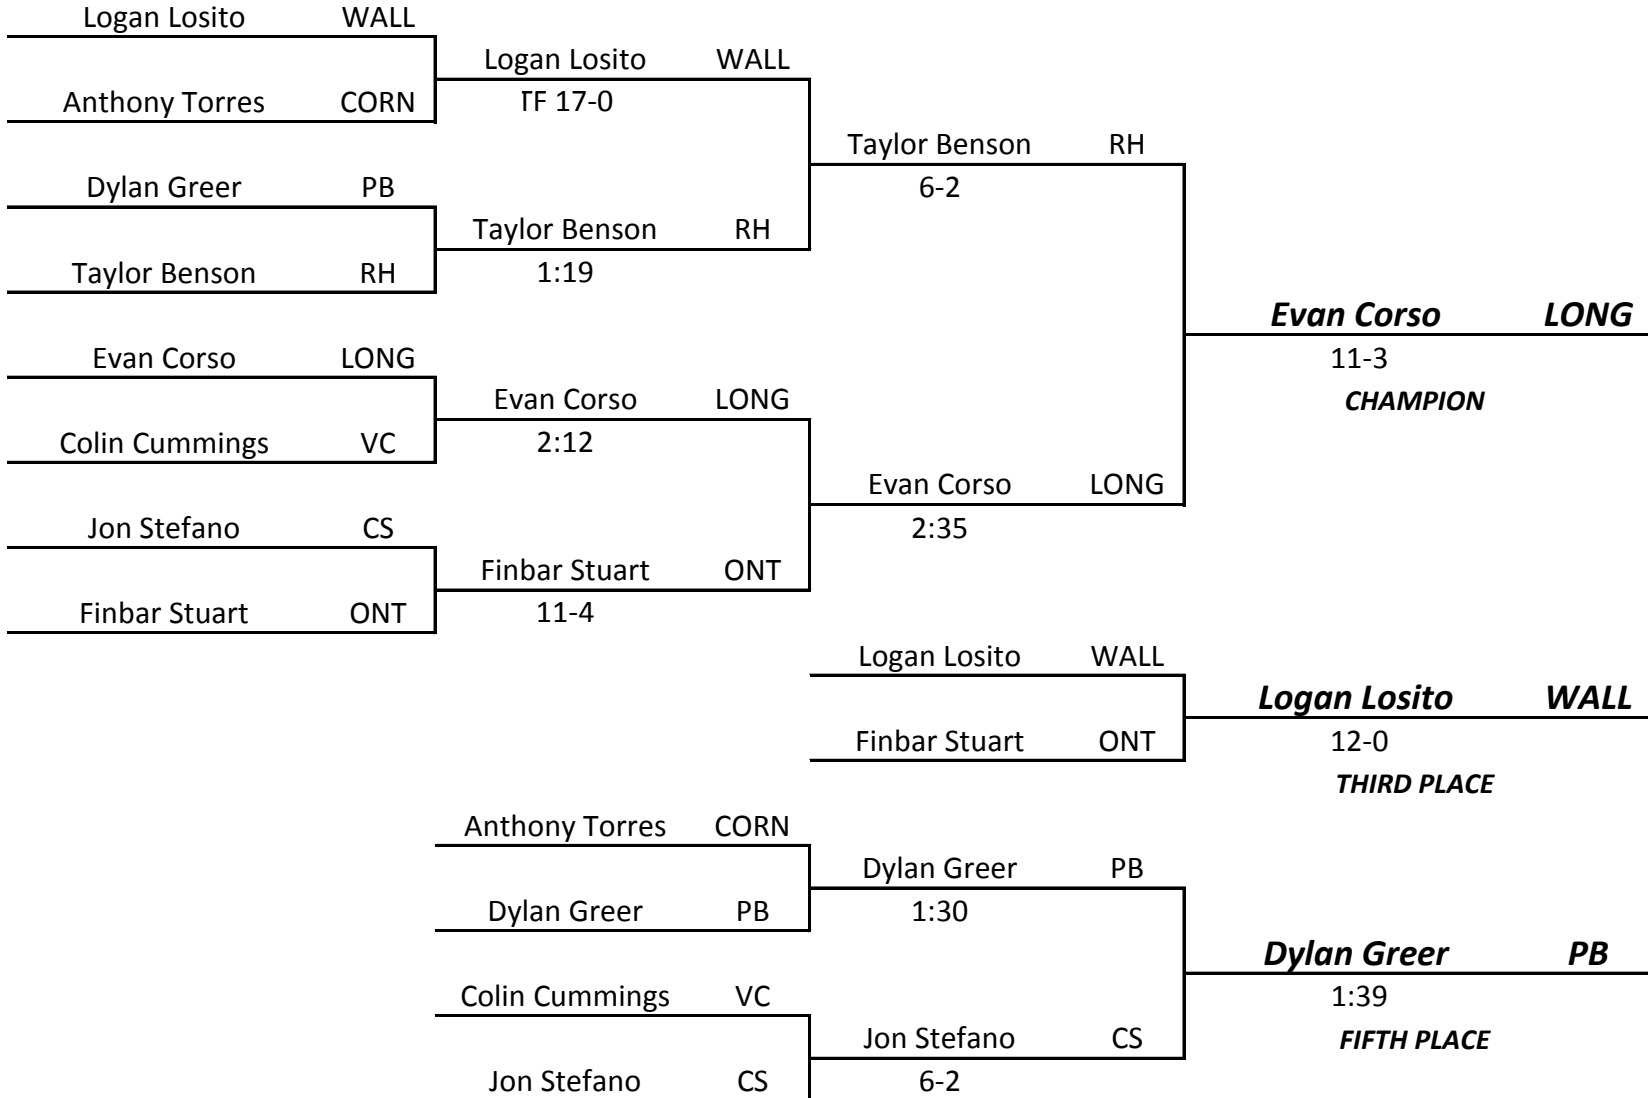 Logan Losito WALL
Logan Losito WALL
Anthony Torres CORN
TF 17-0
Taylor Benson RH
Dylan Greer PB
6-2
Taylor Benson RH
Taylor Benson RH
1:19
Evan Corso LONG
Evan Corso LONG
11-3
Evan Corso LONG
CHAMPION
Colin Cummings VC
2:12
Evan Corso LONG
Jon Stefano CS
2:35
Finbar Stuart ONT
Finbar Stuart ONT
11-4
Logan Losito WALL
Logan Losito WALL
Finbar Stuart ONT
12-0
THIRD PLACE
Anthony Torres CORN
Dylan Greer PB
Dylan Greer PB
1:30
Dylan Greer PB
Colin Cummings VC
1:39
Jon Stefano CS
FIFTH PLACE
Jon Stefano CS
6-2